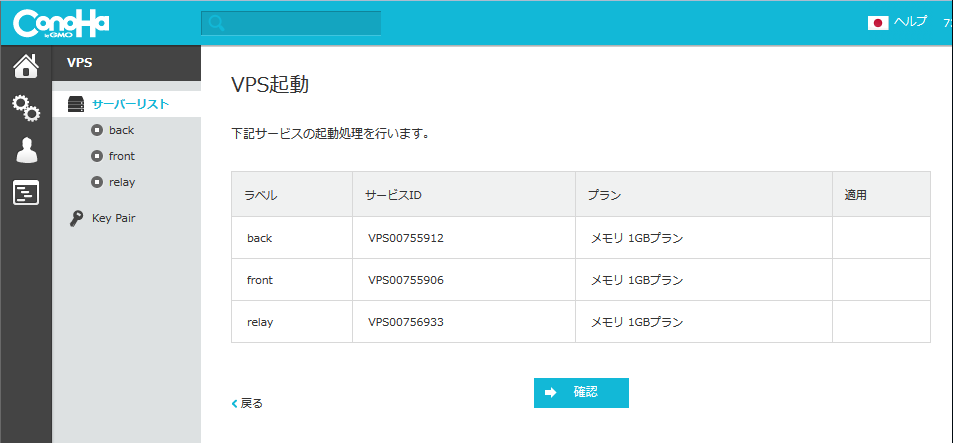 ConoHa
by GMO
ヘルプ
VPS
サーバーリスト
back
front
relay
Key Pair
VPS起動
下記サービスの起動処理を行います。
ラベル サービスID プラン 適用
back VPS00755912 メモリ 1GBプラン
front VPS00755906 メモリ 1GBプラン
relay VPS00756933 メモリ 1GBプラン
戻る
確認